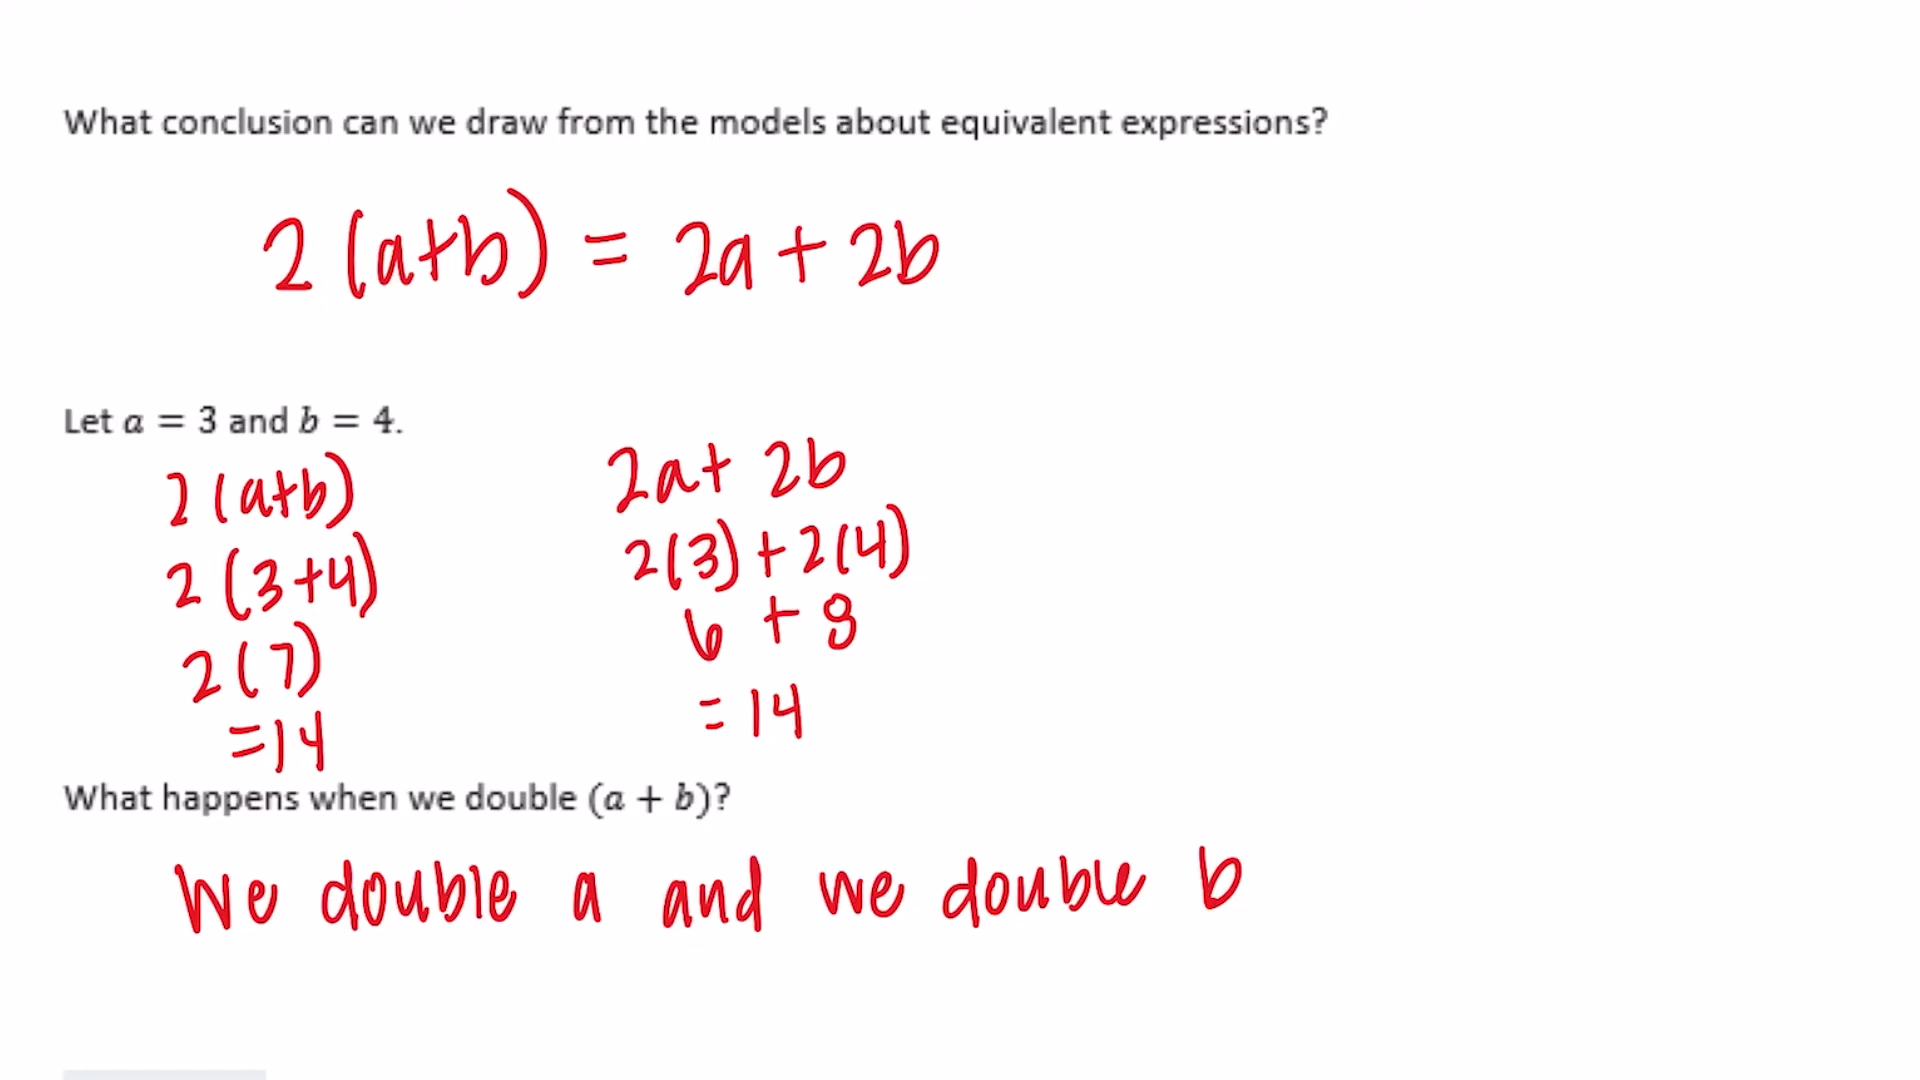 What conclusion can we draw from the models about equivalent expressions?
2 (a+b) = 2a + 2b
Let a = 3 and b = 4.
2 (a+b)
2 (3+4)
2 (7)
=14
2a+ 2b
2(3) + 2(4)
6 + 8
= 14
What happens when we double (a + b)?
We double a and we double b